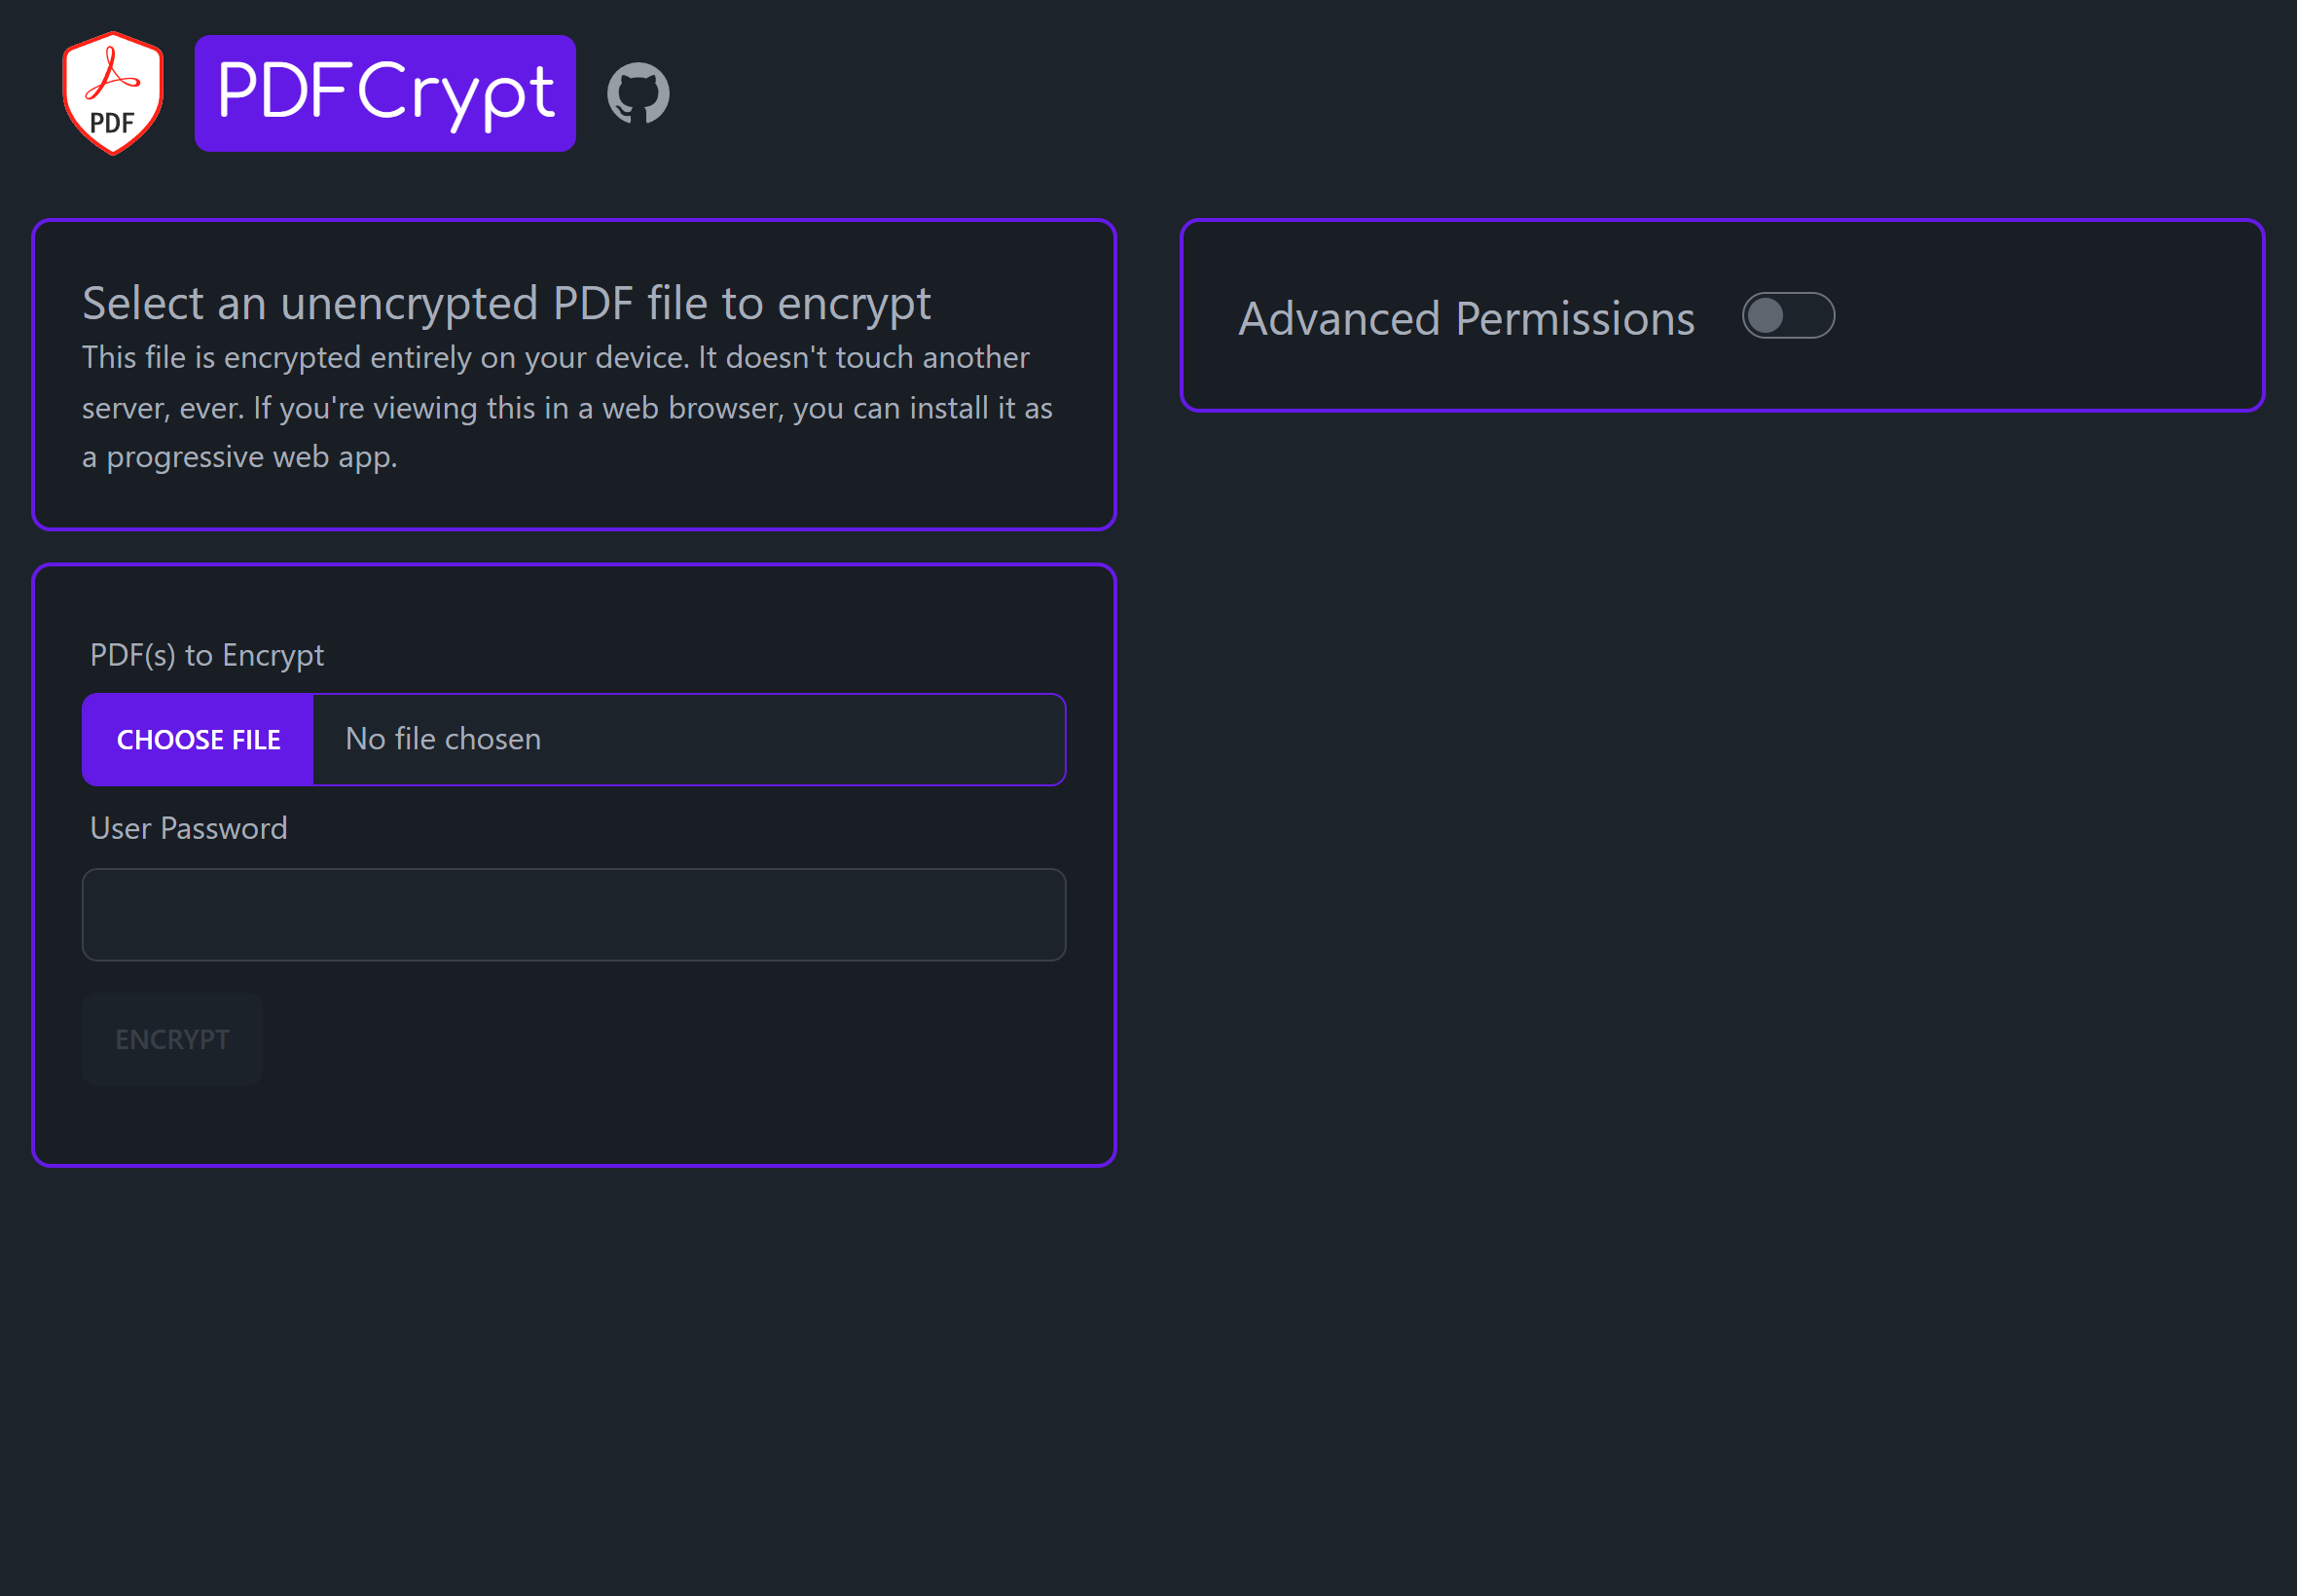 PDF
PDFCrypt
Select an unencrypted PDF file to encrypt
This file is encrypted entirely on your device. It doesn't touch another
server, ever. If you're viewing this in a web browser, you can install it as
a progressive web app.
Advanced Permissions
PDF(s) to Encrypt
CHOOSE FILE No file chosen
User Password
ENCRYPT